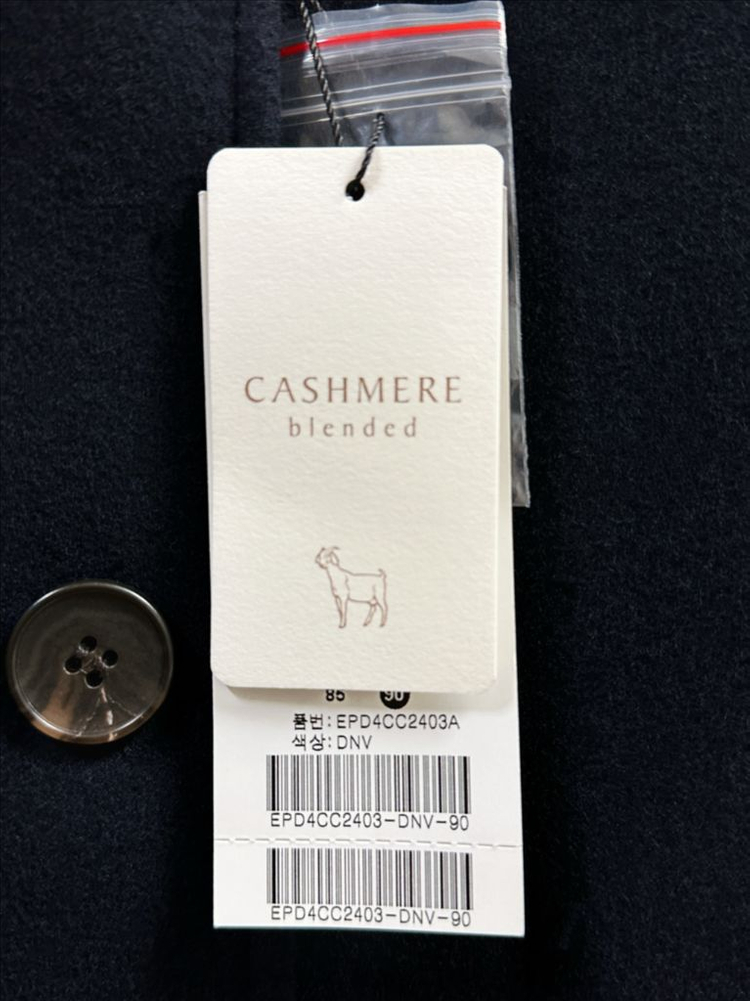 CASHMERE
blended
85 90
품번: EPD4CC2403A
색상: DNV
EPD4CC2403-DNV-90
EPD4CC2403-DNV-90